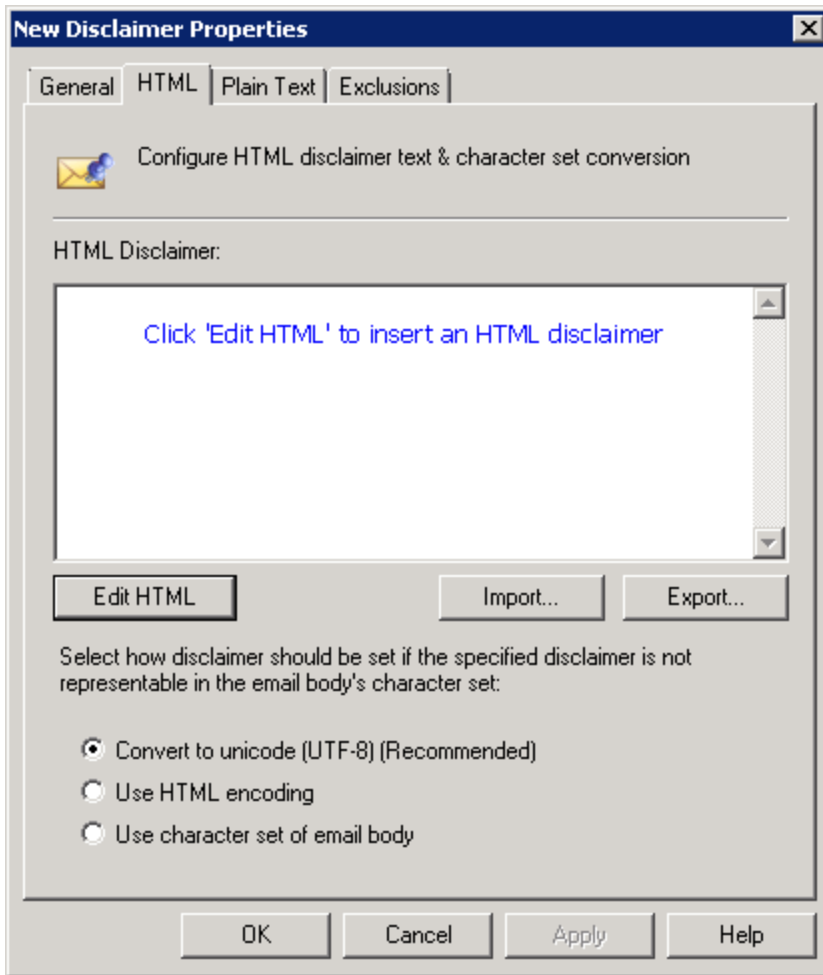 New Disclaimer Properties
General HTML Plain Text Exclusions
Configure HTML disclaimer text & character set conversion
HTML Disclaimer:
Click 'Edit HTML' to insert an HTML disclaimer
Edit HTML Import... Export...
Select how disclaimer should be set if the specified disclaimer is not
representable in the email body's character set:
Convert to unicode (UTF-8) (Recommended)
Use HTML encoding
Use character set of email body
OK Cancel Apply Help